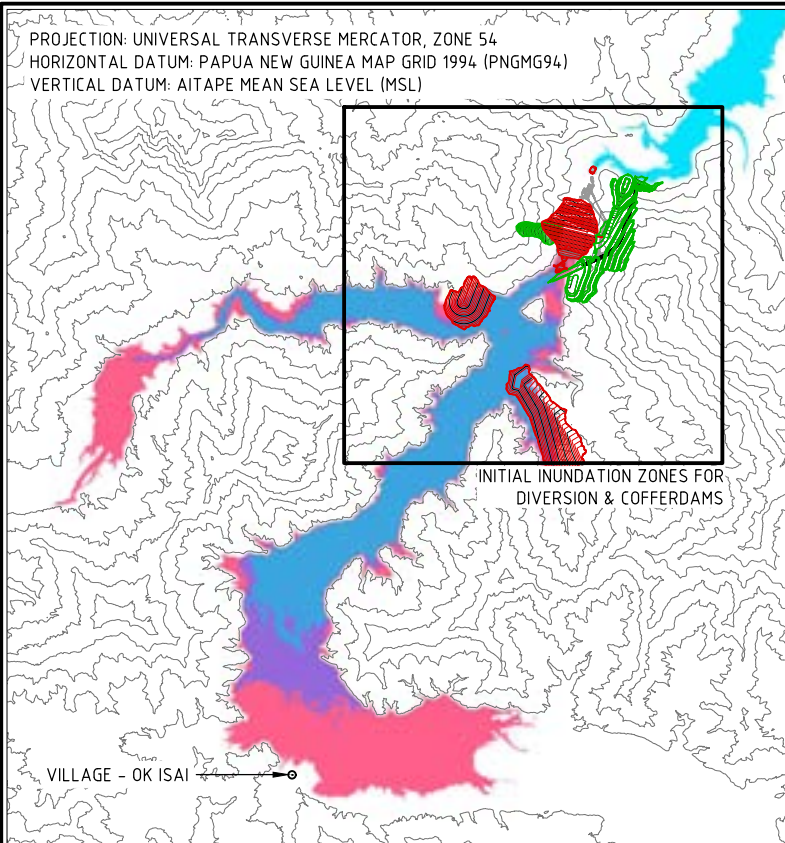 PROJECTION: UNIVERSAL TRANSVERSE MERCATOR, ZONE 54
HORIZONTAL DATUM: PAPUA NEW GUINEA MAP GRID 1994 (PNGMG94)
VERTICAL DATUM: AITAPE MEAN SEA LEVEL (MSL)
INITIAL INUNDATION ZONES FOR
DIVERSION & COFFERDAMS
VILLAGE - OK ISAI